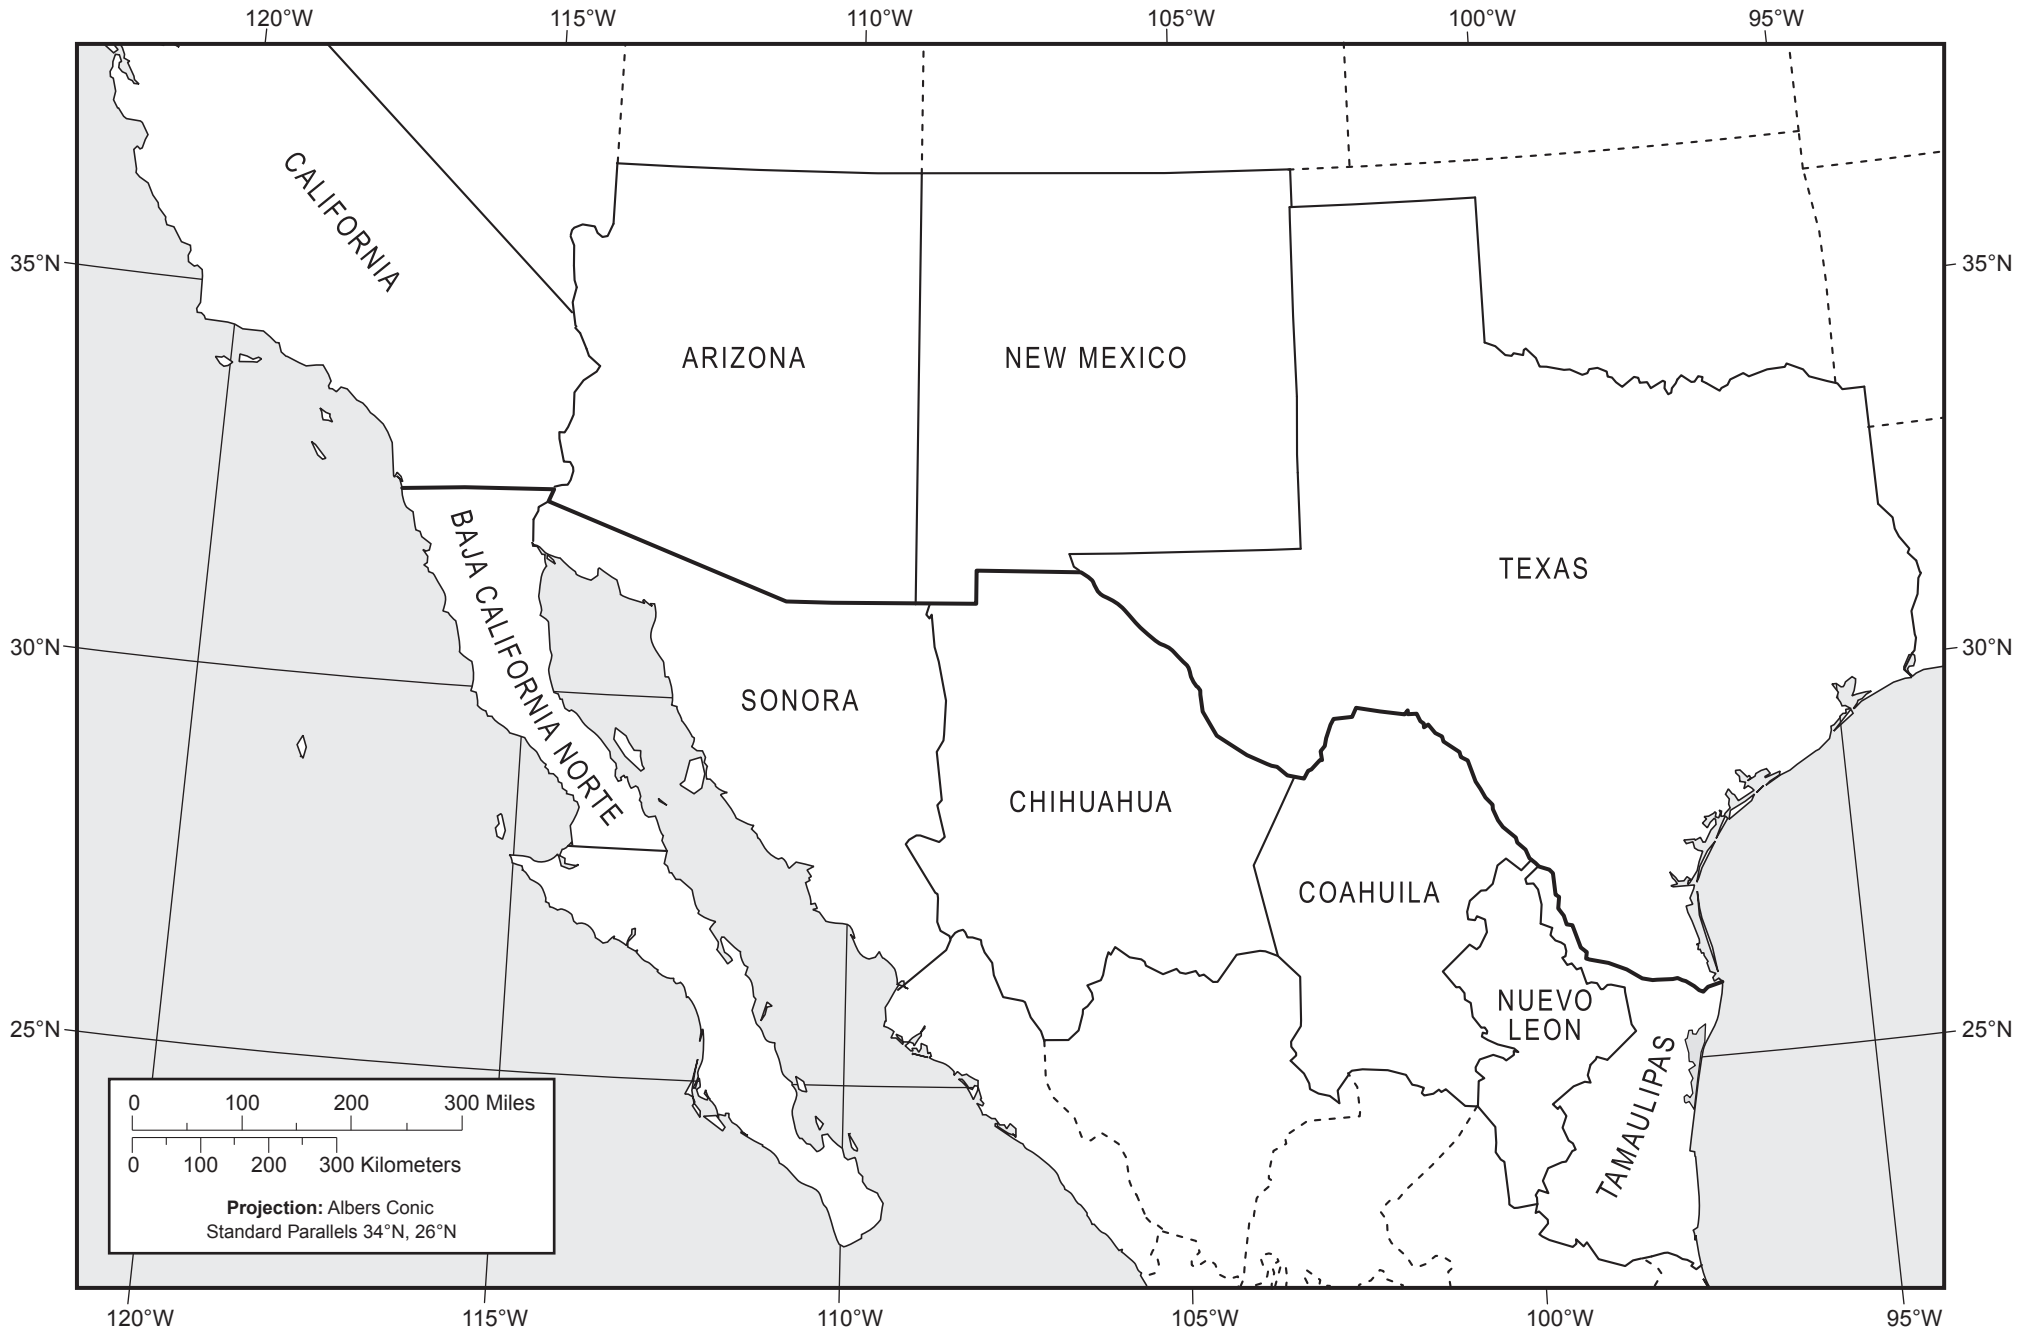 120°W 115°W 110°W 105°W 100°W 95°W
CALIFORNIA
35°N 35°N
ARIZONA NEW MEXICO
BAJA CALIFORNIA NORTE
TEXAS
30°N 30°N
SONORA
CHIHUAHUA
COAHUILA
NUEVO
LEON
25°N 25°N
TAMAULIPAS
0 100 200 300 Miles
0 100 200 300 Kilometers
Projection: Albers Conic
Standard Parallels 34°N, 26°N
120°W 115°W 110°W 105°W 100°W 95°W